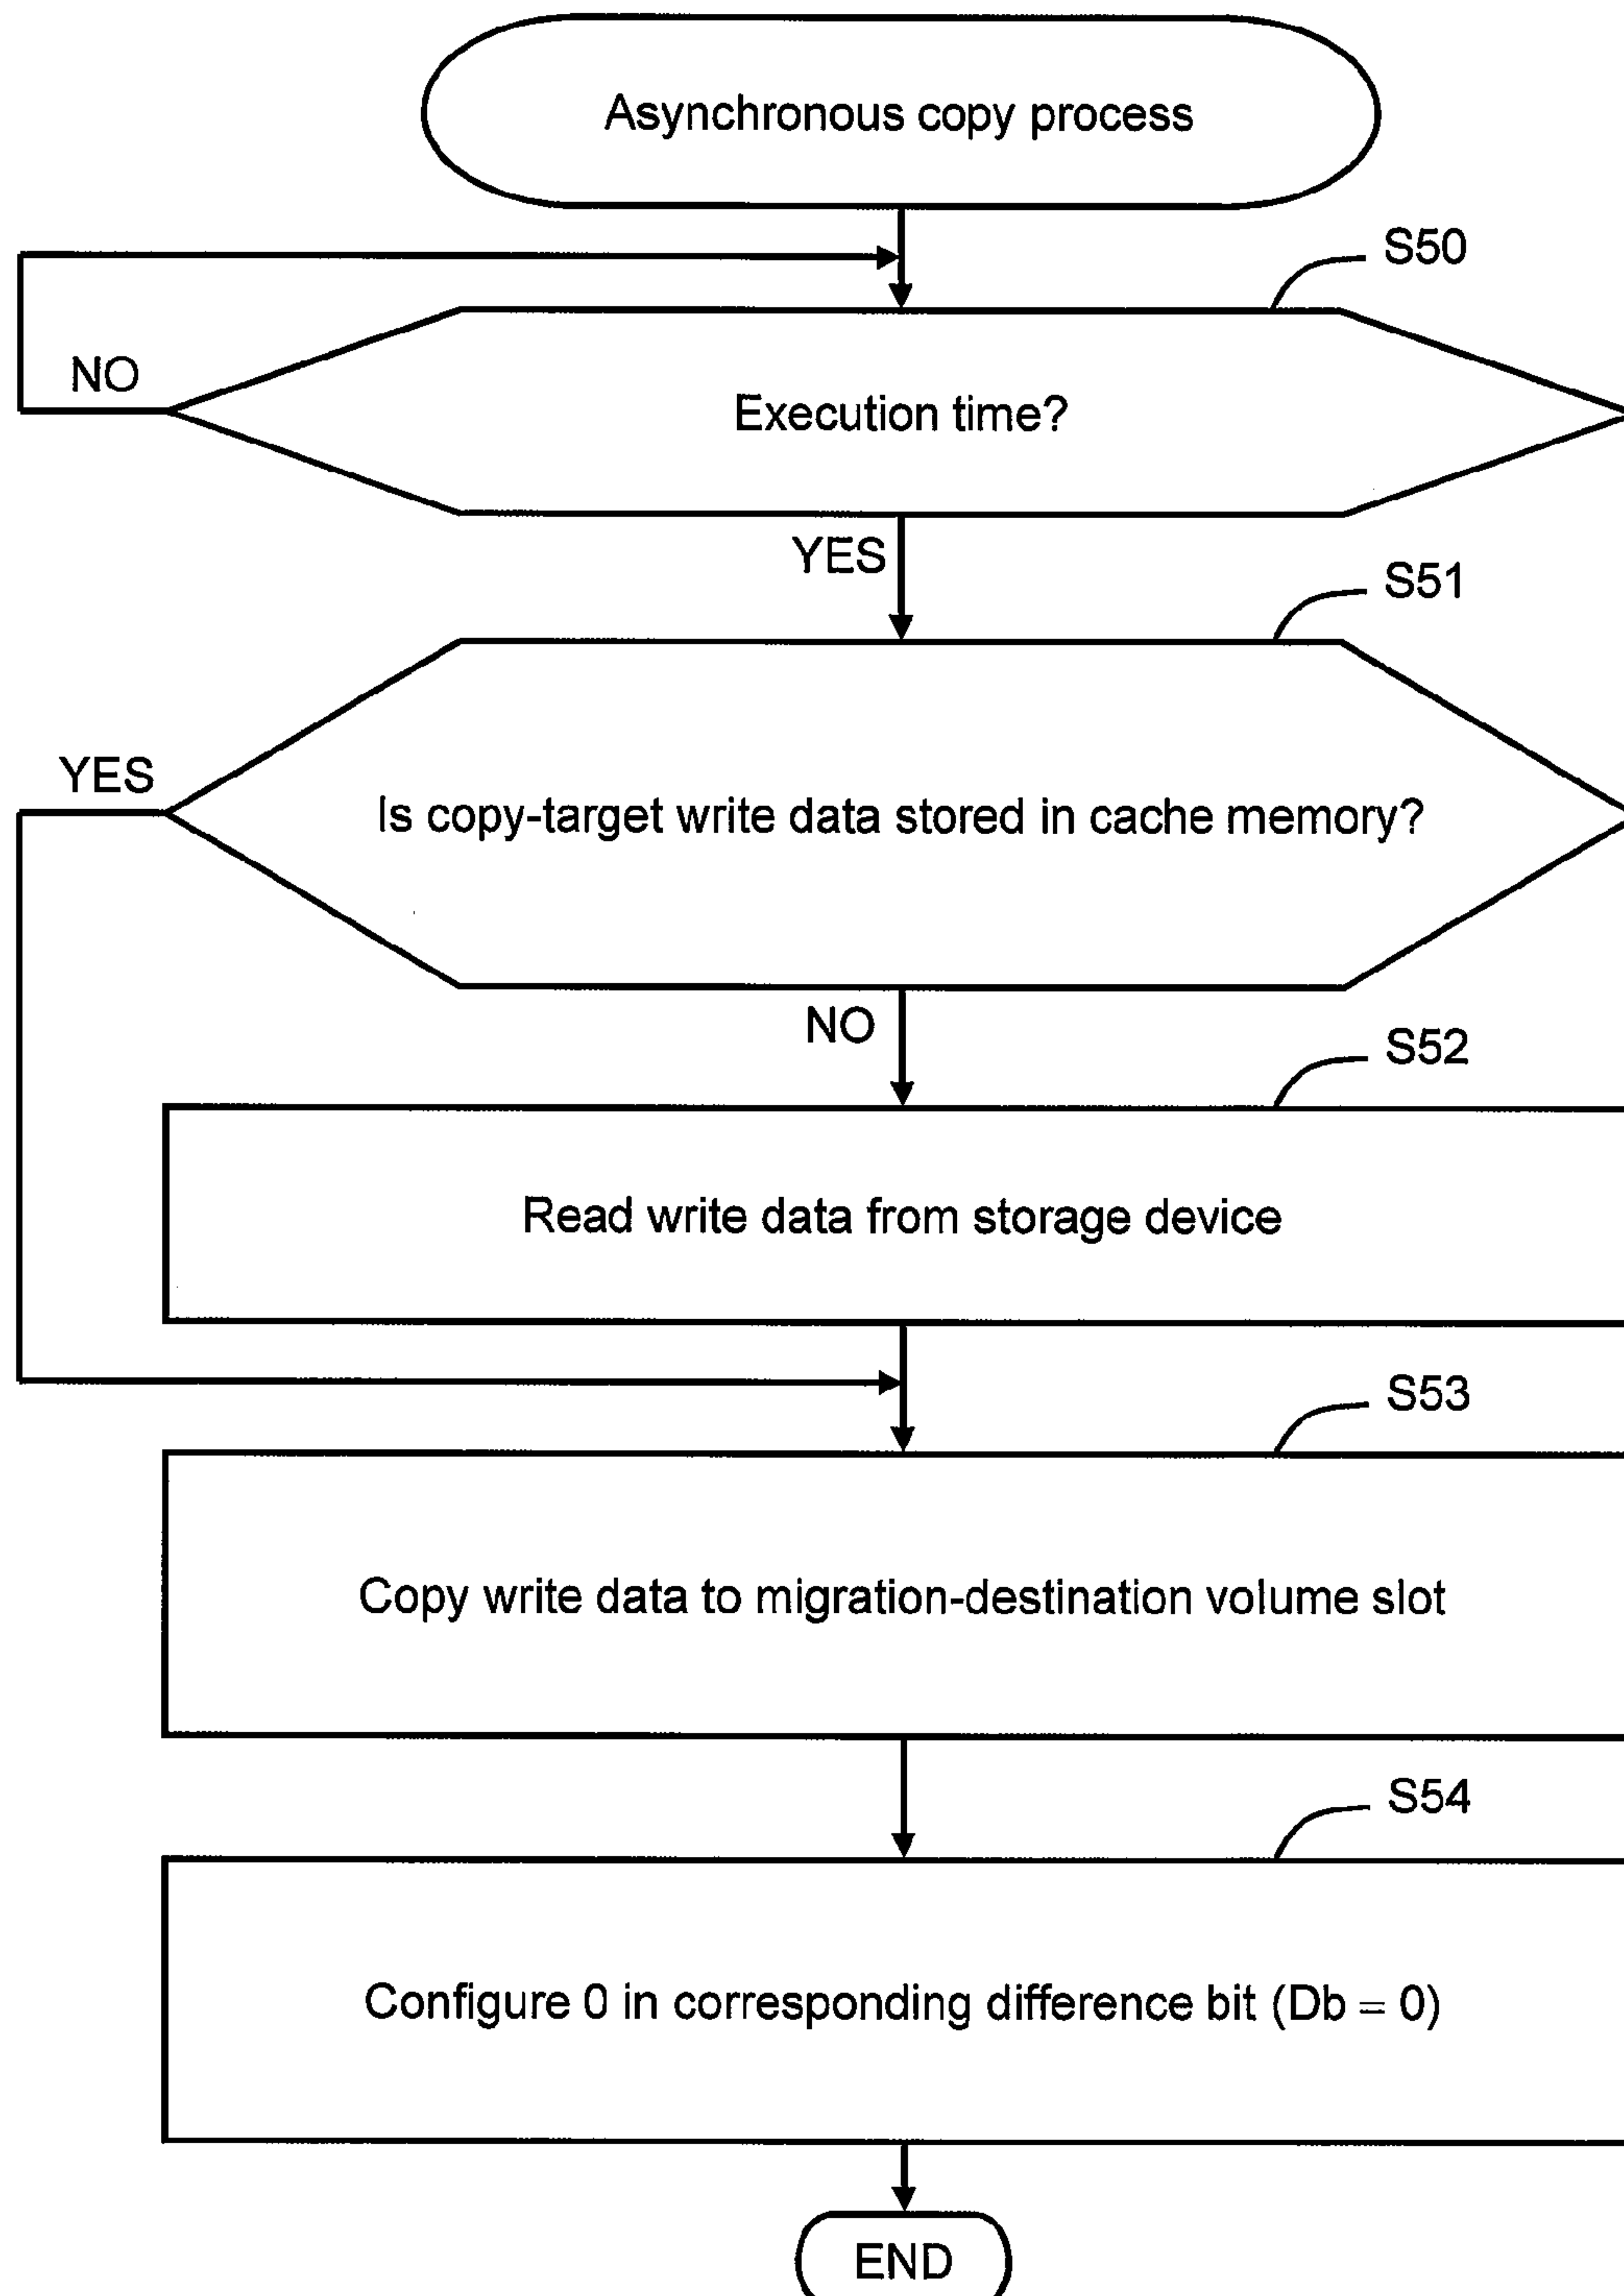 Asynchronous copy process
S50
NO
Execution time?
YES
S51
YES
Is copy-target write data stored in cache memory?
NO
S52
Read write data from storage device
S53
Copy write data to migration-destination volume slot
S54
Configure 0 in corresponding difference bit (Db = 0)
END